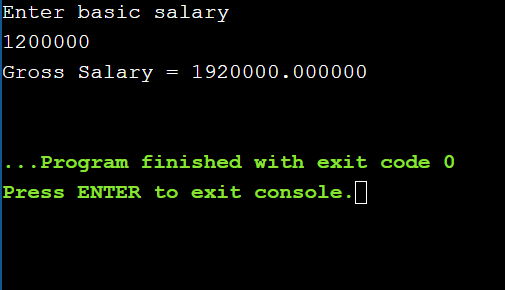 Enter basic salary
1200000
Gross Salary = 1920000.000000
...Program finished with exit code 0
Press ENTER to exit console.